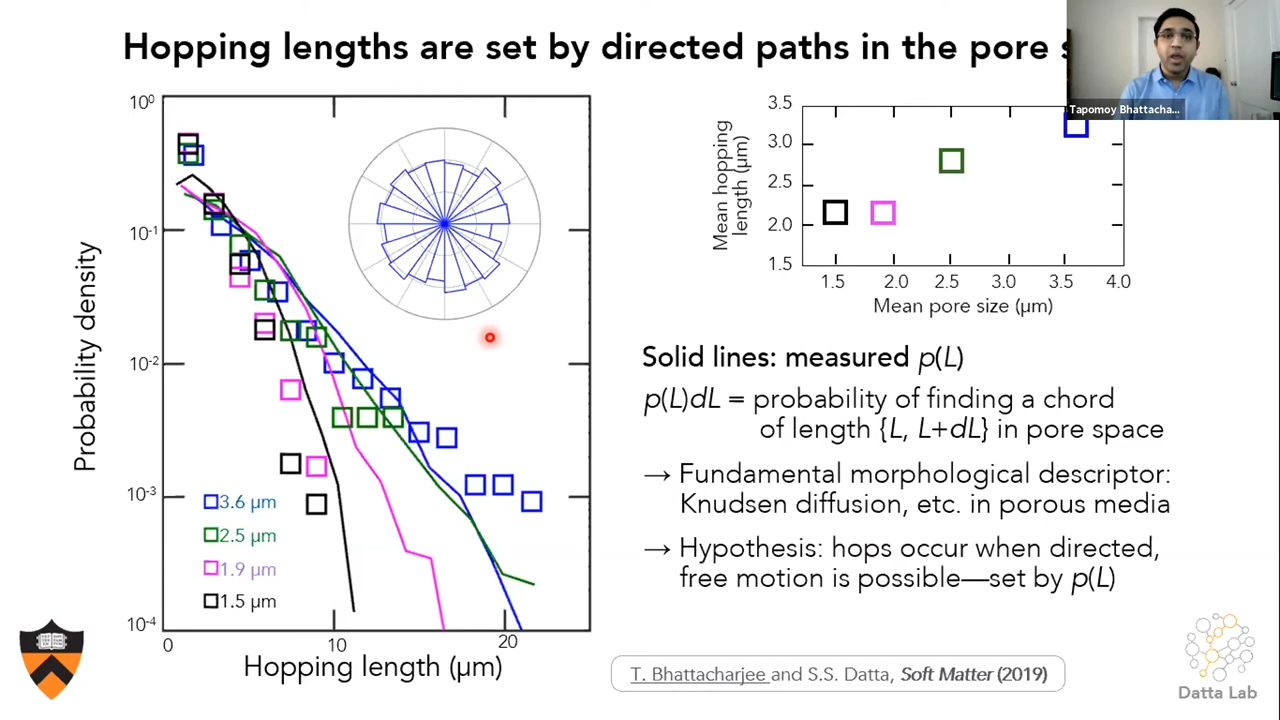 Hopping lengths are set by directed paths in the pore s
Tapomoy Bhattacha...
Probability density
10⁰
10⁻¹
10⁻²
10⁻³
10⁻⁴
3.6 μm
2.5 μm
1.9 μm
1.5 μm
0
10
20
Hopping length (μm)
Mean hopping
length (μm)
3.5
3.0
2.5
2.0
1.5
1.5
2.0
2.5
3.0
3.5
4.0
Mean pore size (μm)
Solid lines: measured p(L)
p(L)dL = probability of finding a chord
of length {L, L+dL} in pore space
→ Fundamental morphological descriptor:
Knudsen diffusion, etc. in porous media
→ Hypothesis: hops occur when directed,
free motion is possible—set by p(L)
T. Bhattacharjee and S.S. Datta, Soft Matter (2019)
Datta Lab